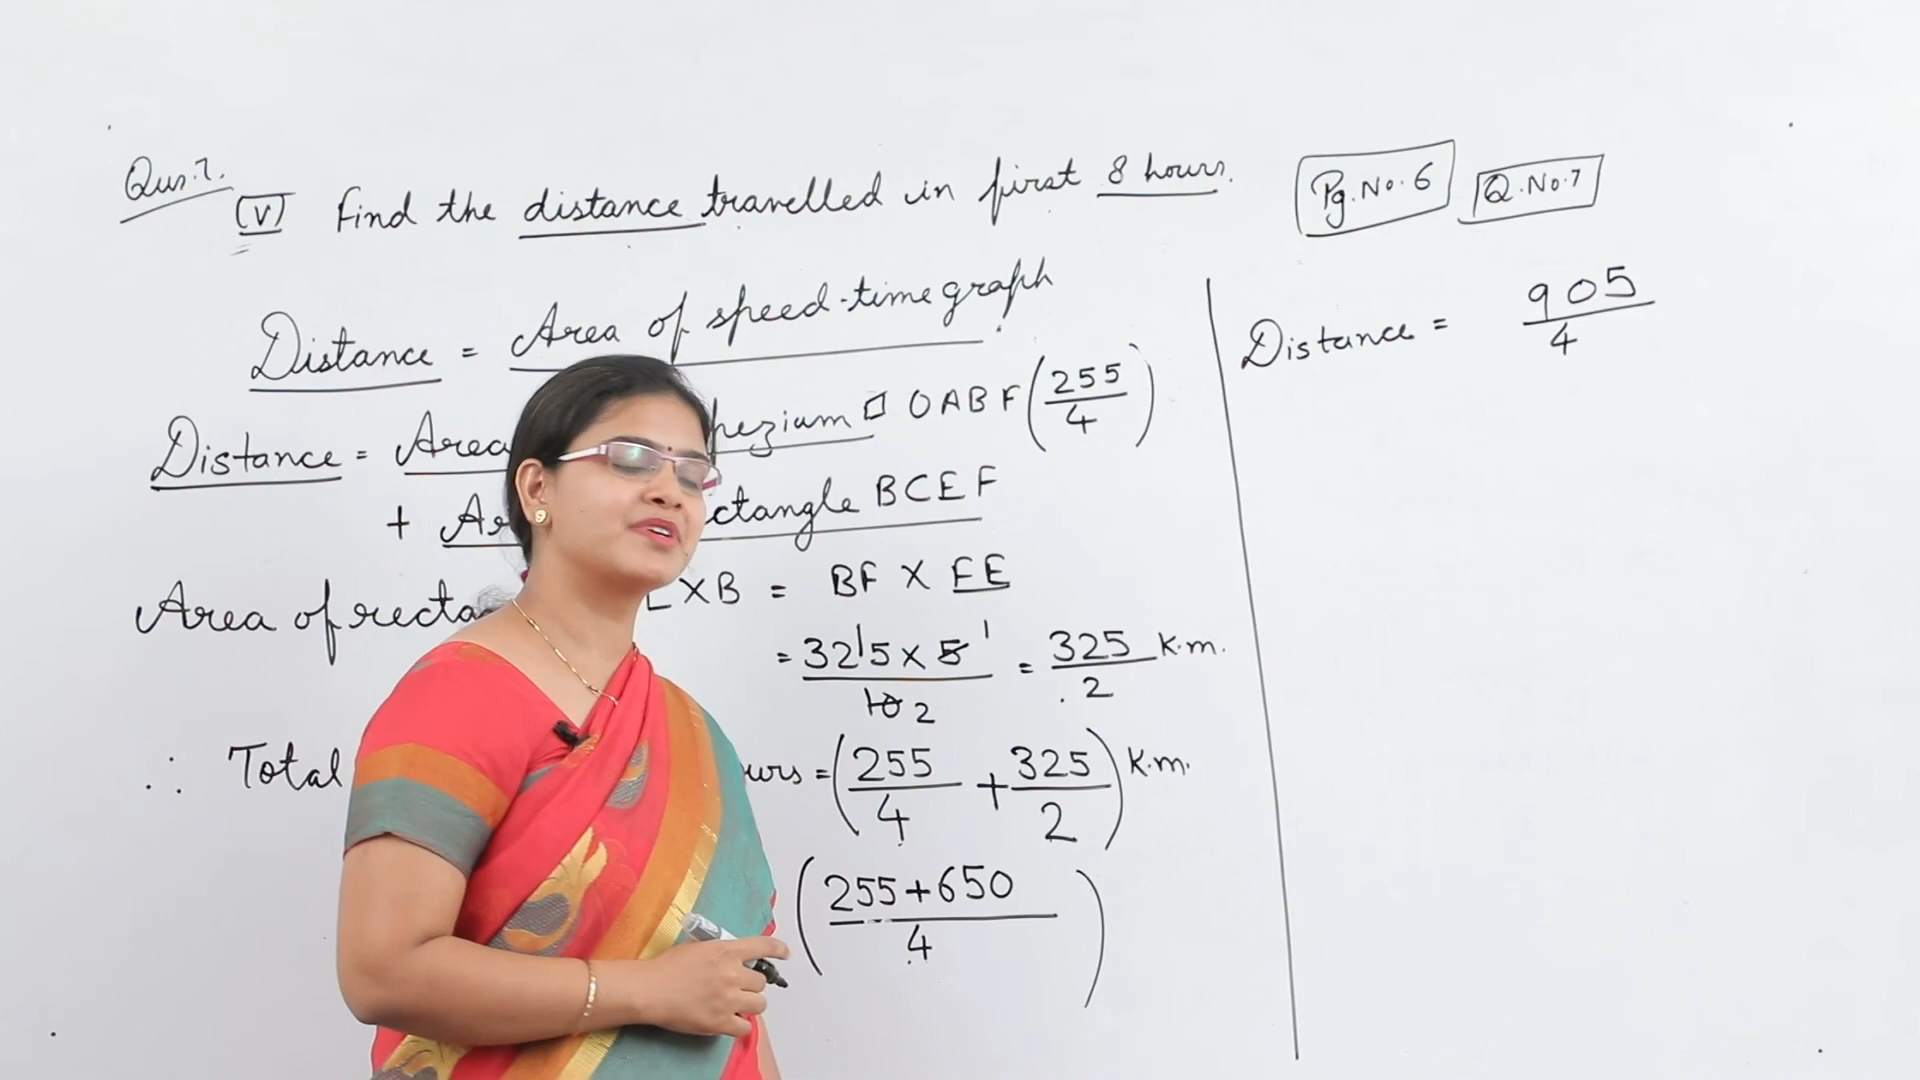 Qus.7.
(V) Find the distance travelled in first 8 hours.
Pg.No.6
Q.No.7
Distance = Area of speed-time graph
Distance = Area pezium □ OABF (255/4)
+ Ar ctangle BCEF
Area of recta L×B = BF × FE
= 325 × 5 1 / 10 2 = 325/2 K.m.
∴ Total urs = (255/4 + 325/2) K.m.
(255+650 / 4)
Distance = 905/4